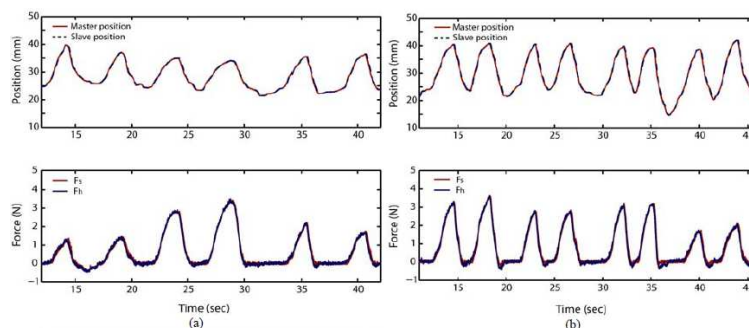 Master position
Slave position
Position (mm)
50
40
30
20
10
15 20 25 30 35 40
Fs
Fh
Force (N)
5
4
3
2
1
0
−1
15 20 25 30 35 40
Time (sec)
(a)
Master position
Slave position
Position (mm)
50
40
30
20
10
15 20 25 30 35 40 45
Fs
Fh
Force (N)
5
4
3
2
1
0
−1
15 20 25 30 35 40 45
Time (sec)
(b)